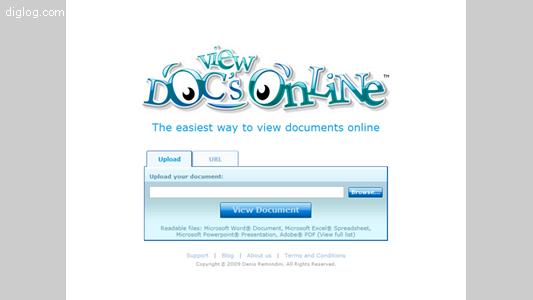 diglog.com
View
Doc's Online™
The easiest way to view documents online
Upload URL
Upload your document:
Browse...
View Document
Readable files: Microsoft Word® Document, Microsoft Excel® Spreadsheet,
Microsoft Powerpoint® Presentation, Adobe® PDF (View full list)
Support | Blog | About us | Terms and Conditions
Copyright © 2009 Denis Remondini. All Rights Reserved.